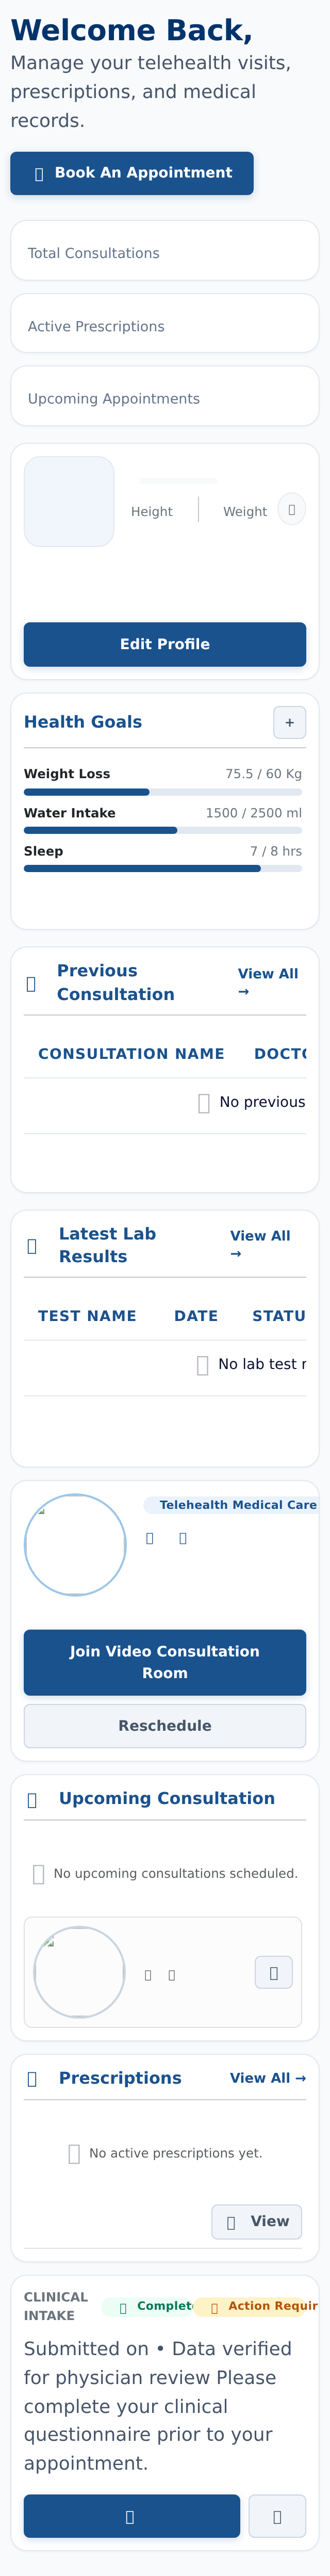 Welcome Back,
Manage your telehealth visits,
prescriptions, and medical
records.
Book An Appointment
Total Consultations
Active Prescriptions
Upcoming Appointments
Height Weight
Edit Profile
Health Goals +
Weight Loss 75.5 / 60 Kg
Water Intake 1500 / 2500 ml
Sleep 7 / 8 hrs
Previous
Consultation
View All
→
CONSULTATION NAME DOCTO
No previous
Latest Lab
Results
View All
→
TEST NAME DATE STATU
No lab test r
Telehealth Medical Care
Join Video Consultation
Room
Reschedule
Upcoming Consultation
No upcoming consultations scheduled.
Prescriptions View All →
No active prescriptions yet.
View
CLINICAL
INTAKE
Complete
Action Requir
Submitted on • Data verified
for physician review Please
complete your clinical
questionnaire prior to your
appointment.